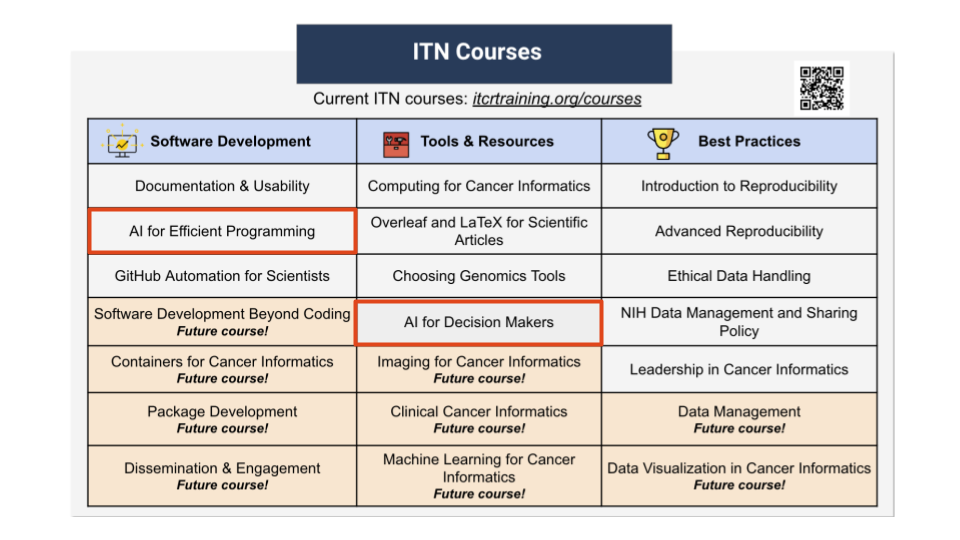 ITN Courses
Current ITN courses: itcrtraining.org/courses
Software Development
Tools & Resources
Best Practices
Documentation & Usability
Computing for Cancer Informatics
Introduction to Reproducibility
AI for Efficient Programming
Overleaf and LaTeX for Scientific
Articles
Advanced Reproducibility
GitHub Automation for Scientists
Choosing Genomics Tools
Ethical Data Handling
Software Development Beyond Coding
Future course!
AI for Decision Makers
NIH Data Management and Sharing
Policy
Containers for Cancer Informatics
Future course!
Imaging for Cancer Informatics
Future course!
Leadership in Cancer Informatics
Package Development
Future course!
Clinical Cancer Informatics
Future course!
Data Management
Future course!
Dissemination & Engagement
Future course!
Machine Learning for Cancer
Informatics
Future course!
Data Visualization in Cancer Informatics
Future course!